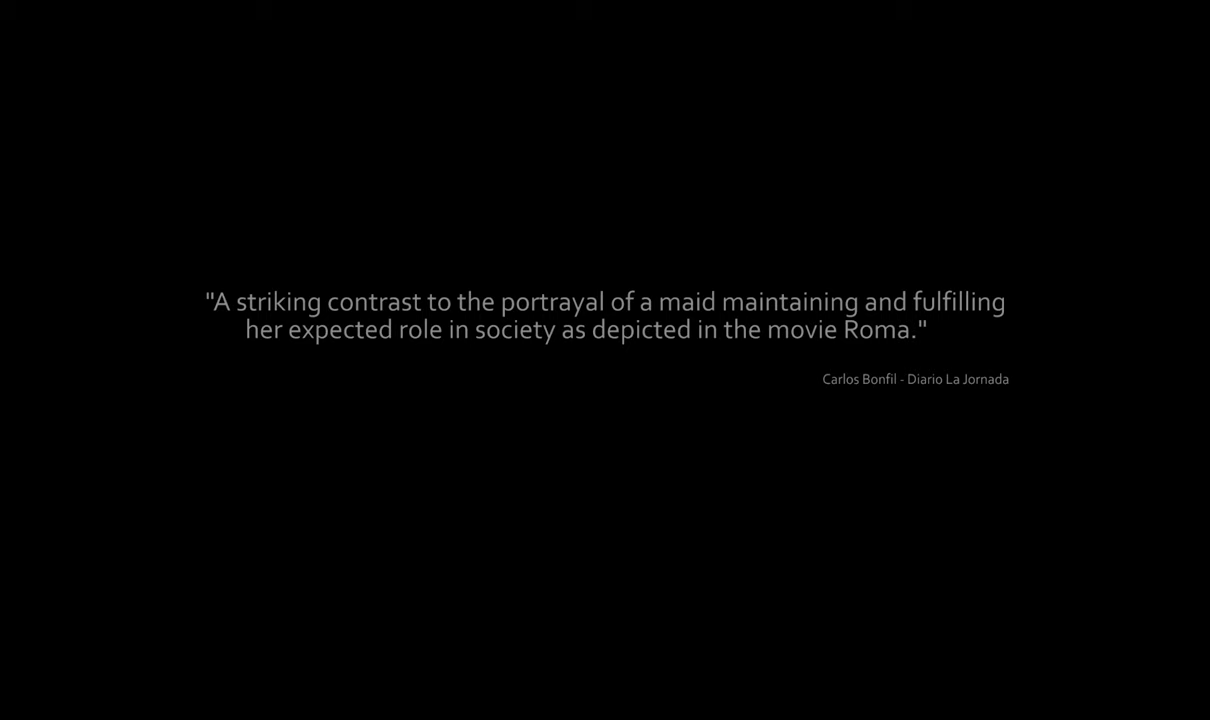 "A striking contrast to the portrayal of a maid maintaining and fulfilling
her expected role in society as depicted in the movie Roma."
Carlos Bonfil - Diario La Jornada